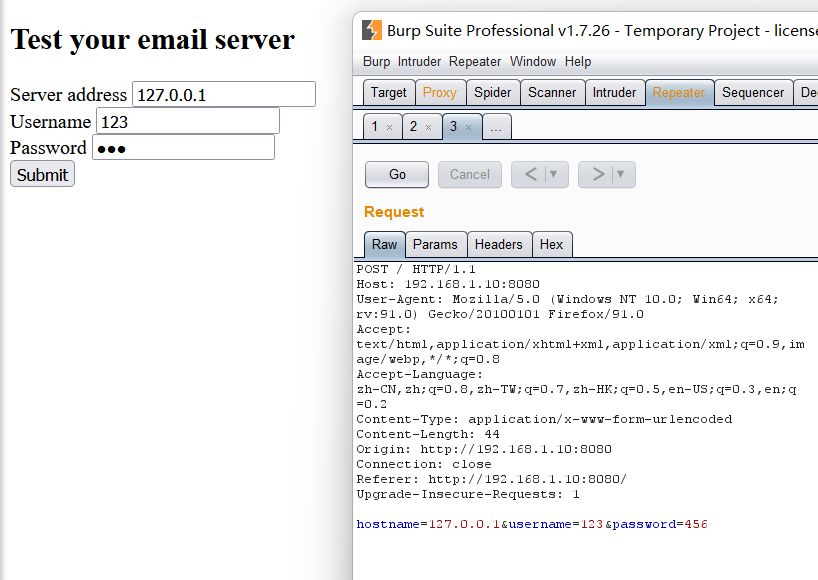 Test your email server
Server address 127.0.0.1
Username 123
Password ●●●
Submit
Burp Suite Professional v1.7.26 - Temporary Project - license
Burp Intruder Repeater Window Help
Target Proxy Spider Scanner Intruder Repeater Sequencer De
1 × 2 × 3 × ...
Go Cancel < ▼ > ▼
Request
Raw Params Headers Hex
POST / HTTP/1.1
Host: 192.168.1.10:8080
User-Agent: Mozilla/5.0 (Windows NT 10.0; Win64; x64;
rv:91.0) Gecko/20100101 Firefox/91.0
Accept:
text/html,application/xhtml+xml,application/xml;q=0.9,im
age/webp,*/*;q=0.8
Accept-Language:
zh-CN,zh;q=0.8,zh-TW;q=0.7,zh-HK;q=0.5,en-US;q=0.3,en;q
=0.2
Content-Type: application/x-www-form-urlencoded
Content-Length: 44
Origin: http://192.168.1.10:8080
Connection: close
Referer: http://192.168.1.10:8080/
Upgrade-Insecure-Requests: 1
hostname=127.0.0.1&username=123&password=456